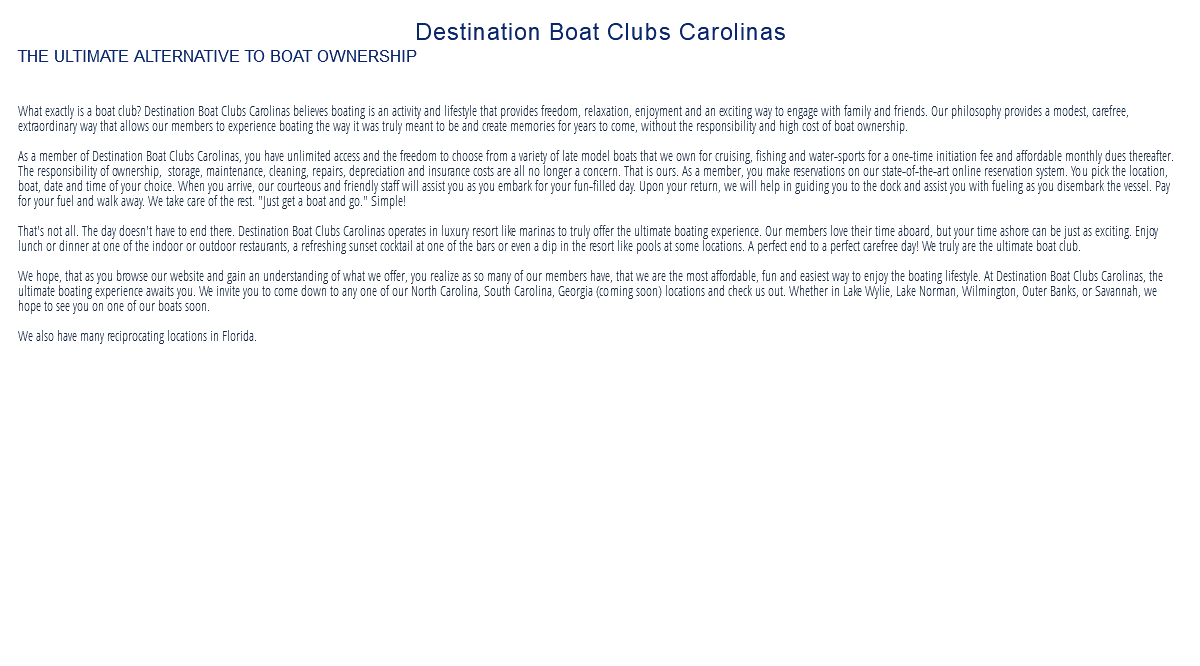 Destination Boat Clubs Carolinas
THE ULTIMATE ALTERNATIVE TO BOAT OWNERSHIP
What exactly is a boat club? Destination Boat Clubs Carolinas believes boating is an activity and lifestyle that provides freedom, relaxation, enjoyment and an exciting way to engage with family and friends. Our philosophy provides a modest, carefree,
extraordinary way that allows our members to experience boating the way it was truly meant to be and create memories for years to come, without the responsibility and high cost of boat ownership.
As a member of Destination Boat Clubs Carolinas, you have unlimited access and the freedom to choose from a variety of late model boats that we own for cruising, fishing and water-sports for a one-time initiation fee and affordable monthly dues thereafter.
The responsibility of ownership,  storage, maintenance, cleaning, repairs, depreciation and insurance costs are all no longer a concern. That is ours. As a member, you make reservations on our state-of-the-art online reservation system. You pick the location,
boat, date and time of your choice. When you arrive, our courteous and friendly staff will assist you as you embark for your fun-filled day. Upon your return, we will help in guiding you to the dock and assist you with fueling as you disembark the vessel. Pay
for your fuel and walk away. We take care of the rest. "Just get a boat and go." Simple!
That's not all. The day doesn't have to end there. Destination Boat Clubs Carolinas operates in luxury resort like marinas to truly offer the ultimate boating experience. Our members love their time aboard, but your time ashore can be just as exciting. Enjoy
lunch or dinner at one of the indoor or outdoor restaurants, a refreshing sunset cocktail at one of the bars or even a dip in the resort like pools at some locations. A perfect end to a perfect carefree day! We truly are the ultimate boat club.
We hope, that as you browse our website and gain an understanding of what we offer, you realize as so many of our members have, that we are the most affordable, fun and easiest way to enjoy the boating lifestyle. At Destination Boat Clubs Carolinas, the
ultimate boating experience awaits you. We invite you to come down to any one of our North Carolina, South Carolina, Georgia (coming soon) locations and check us out. Whether in Lake Wylie, Lake Norman, Wilmington, Outer Banks, or Savannah, we
hope to see you on one of our boats soon.
We also have many reciprocating locations in Florida.